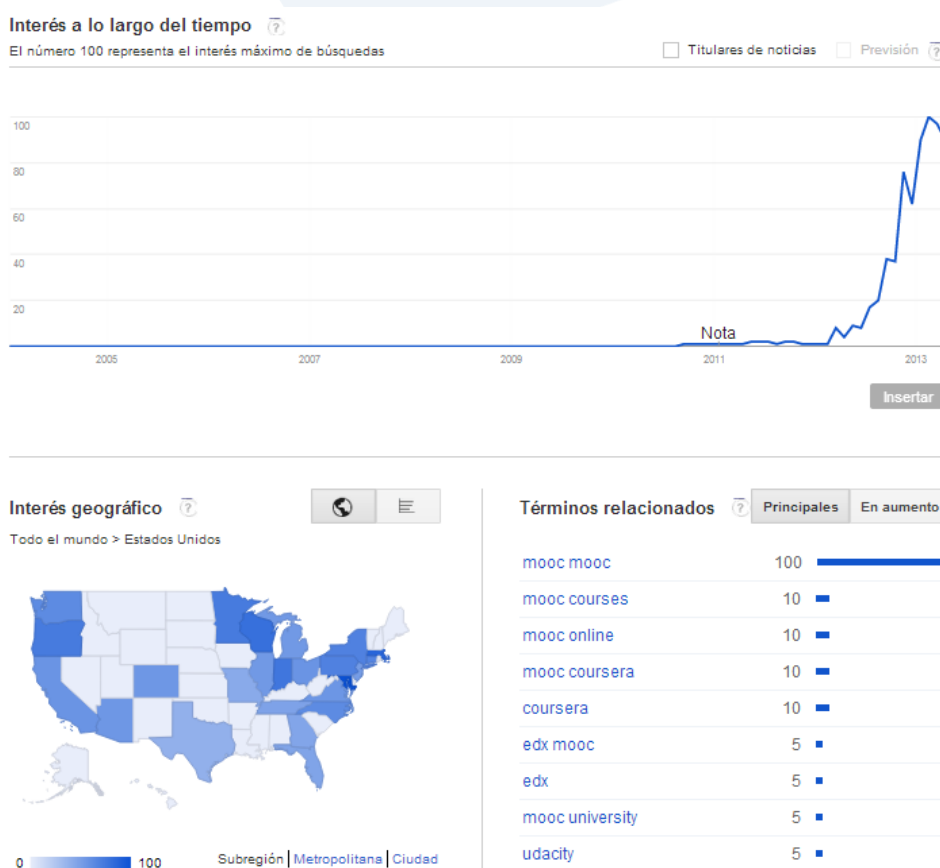 Interés a lo largo del tiempo ?
El número 100 representa el interés máximo de búsquedas
Titulares de noticias Previsión ?
100
80
60
40
20
Nota
2005 2007 2009 2011 2013
Insertar
Interés geográfico ?
Todo el mundo > Estados Unidos
0 100
Subregión | Metropolitana | Ciudad
Términos relacionados ? Principales En aumento
mooc mooc 100
mooc courses 10
mooc online 10
mooc coursera 10
coursera 10
edx mooc 5
edx 5
mooc university 5
udacity 5